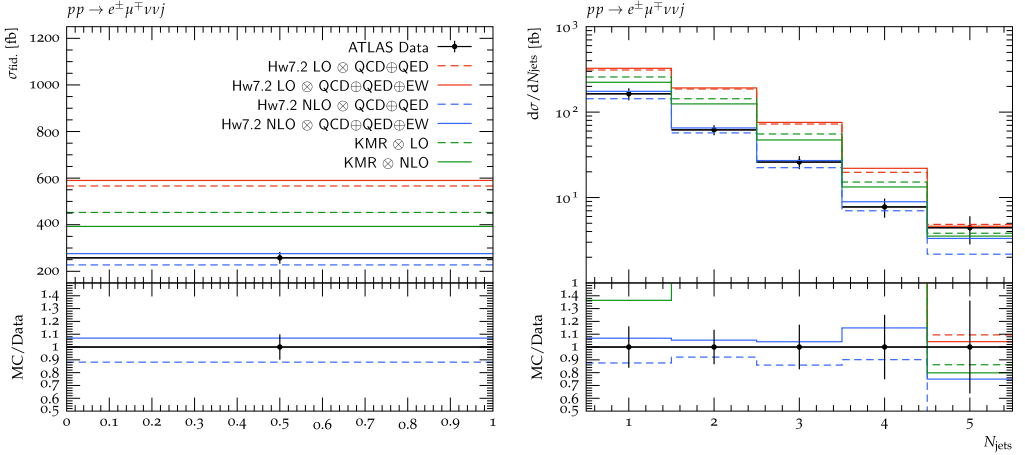 pp → e±μ∓ννj
σfid. [fb]
1200
1000
800
600
400
200
ATLAS Data
Hw7.2 LO ⊗ QCD⊕QED
Hw7.2 LO ⊗ QCD⊕QED⊕EW
Hw7.2 NLO ⊗ QCD⊕QED
Hw7.2 NLO ⊗ QCD⊕QED⊕EW
KMR ⊗ LO
KMR ⊗ NLO
MC/Data
1.4
1.3
1.2
1.1
1
0.9
0.8
0.7
0.6
0.5
0 0.1 0.2 0.3 0.4 0.5 0.6 0.7 0.8 0.9 1
pp → e±μ∓ννj
dσ/dNjets [fb]
10³
10²
10¹
1
MC/Data
1.4
1.3
1.2
1.1
1
0.9
0.8
0.7
0.6
0.5
1 2 3 4 5
Njets